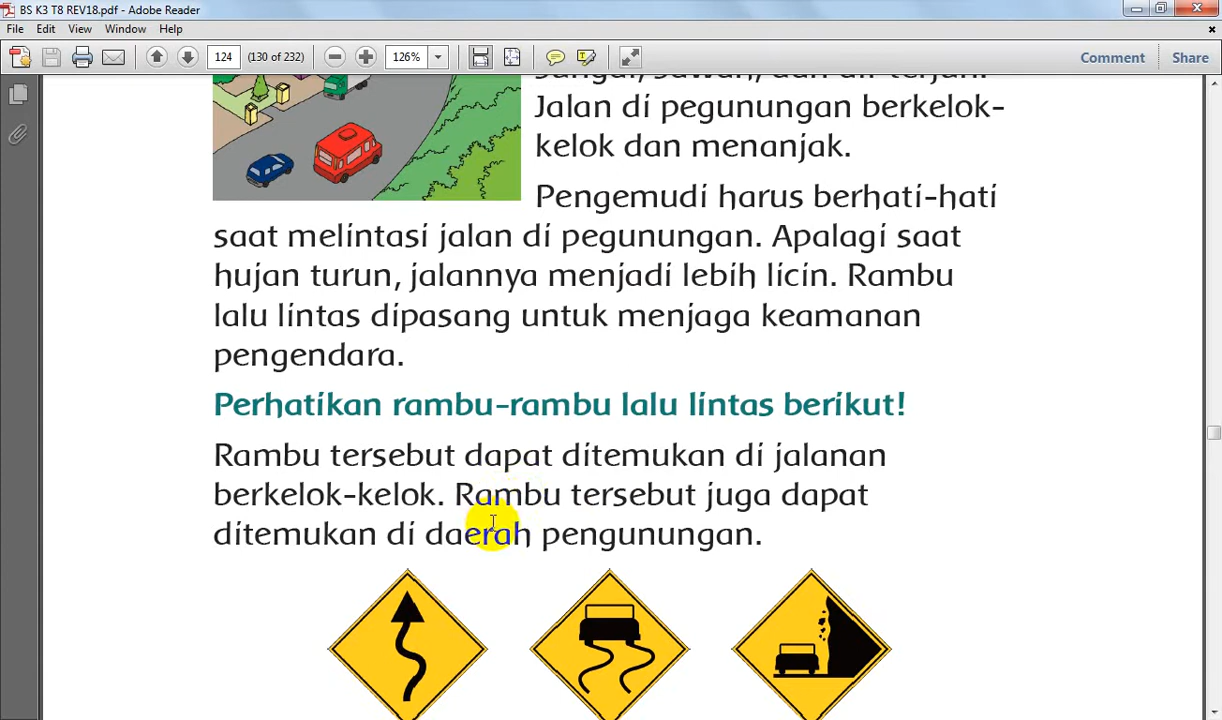 BS K3 T8 REV18.pdf - Adobe Reader
File Edit View Window Help
124 (130 of 232) 126% Comment Share
Jalan di pegunungan berkelok-
kelok dan menanjak.
Pengemudi harus berhati-hati
saat melintasi jalan di pegunungan. Apalagi saat
hujan turun, jalannya menjadi lebih licin. Rambu
lalu lintas dipasang untuk menjaga keamanan
pengendara.
Perhatikan rambu-rambu lalu lintas berikut!
Rambu tersebut dapat ditemukan di jalanan
berkelok-kelok. Rambu tersebut juga dapat
ditemukan di daerah pengunungan.